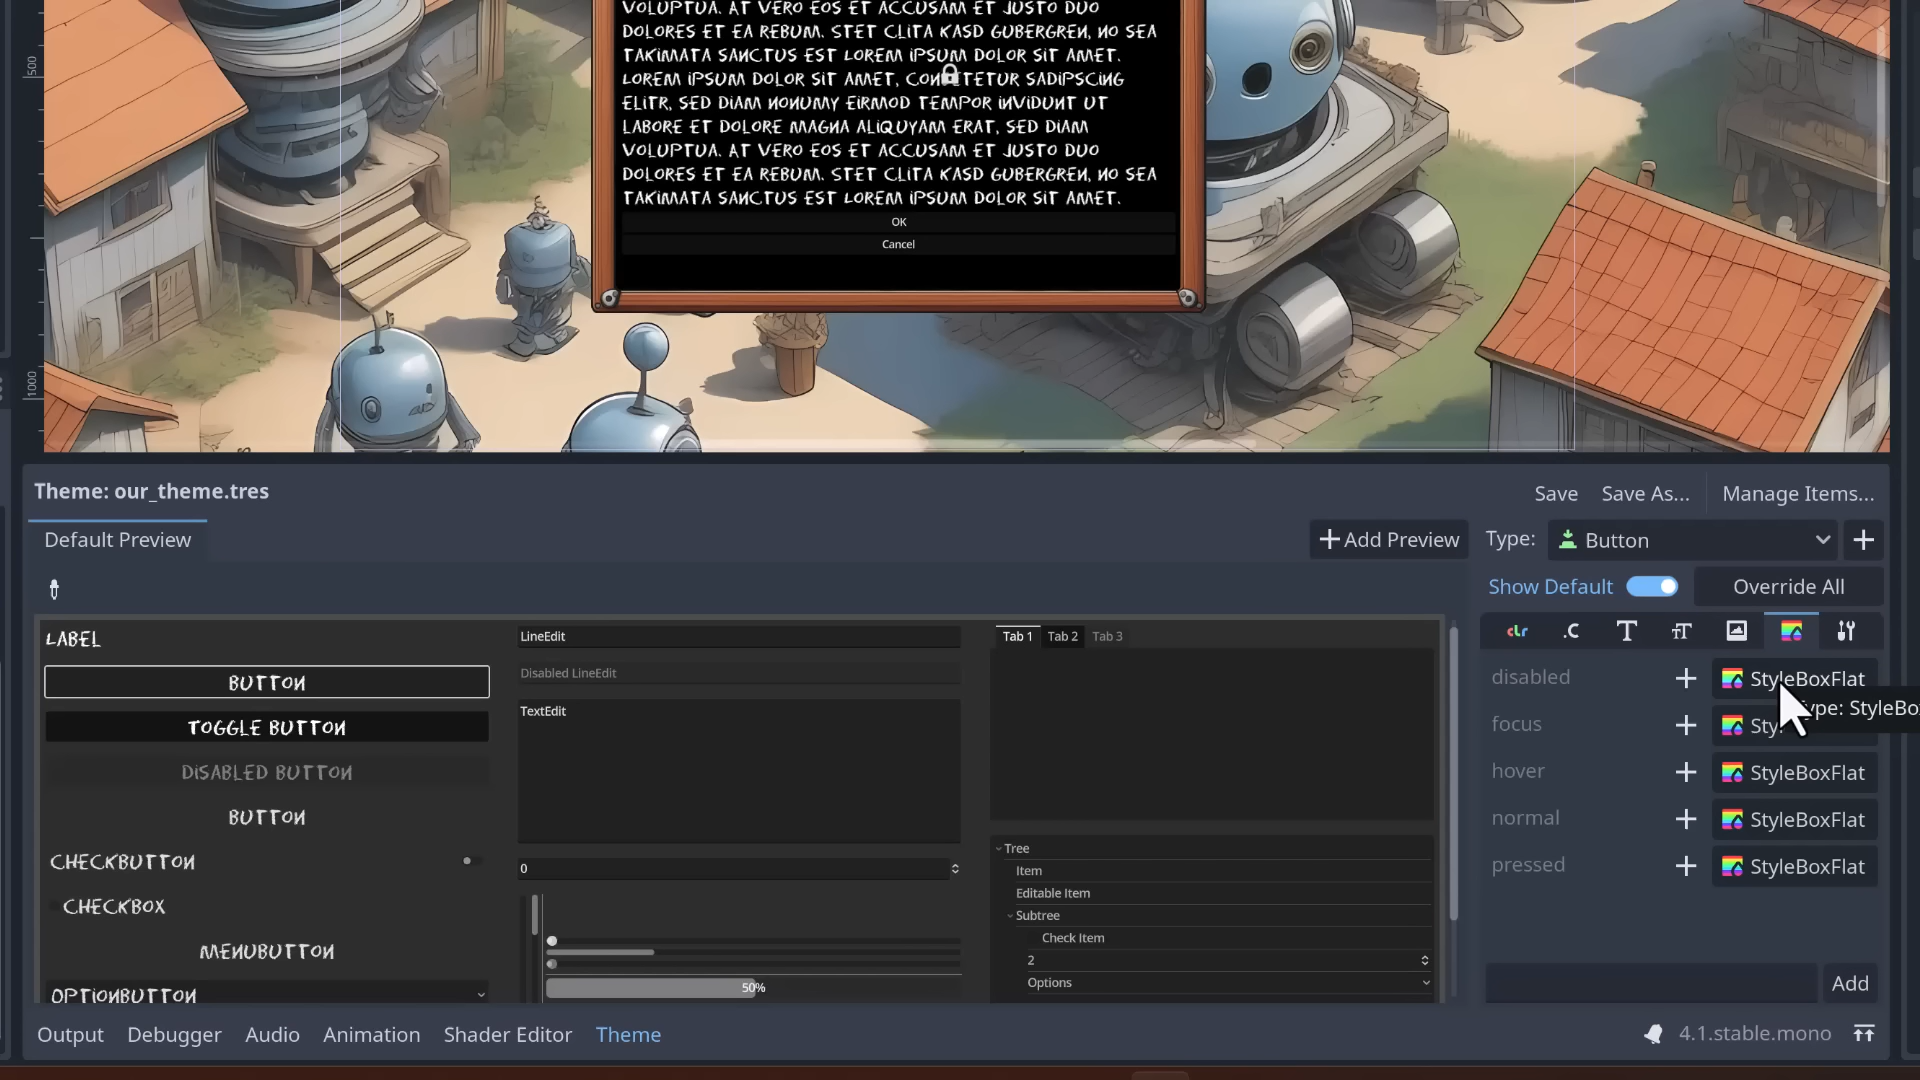 VOLUPTUA. AT VERO EOS ET ACCUSAM ET JUSTO DUO
DOLORES ET EA REBUM. STET CLITA KASD GUBERGREN, NO SEA
TAKIMATA SANCTUS EST LOREM IPSUM DOLOR SIT AMET.
LOREM IPSUM DOLOR SIT AMET, CONSETETUR SADIPSCING
ELITR, SED DIAM NONUMY EIRMOD TEMPOR INVIDUNT UT
LABORE ET DOLORE MAGNA ALIQUYAM ERAT, SED DIAM
VOLUPTUA. AT VERO EOS ET ACCUSAM ET JUSTO DUO
DOLORES ET EA REBUM. STET CLITA KASD GUBERGREN, NO SEA
TAKIMATA SANCTUS EST LOREM IPSUM DOLOR SIT AMET.
OK
Cancel
500
1000
Theme: our_theme.tres
Save Save As... Manage Items...
Default Preview
Add Preview
Type: Button
Show Default
Override All
LABEL
BUTTON
TOGGLE BUTTON
DISABLED BUTTON
BUTTON
CHECKBUTTON
CHECKBOX
MENUBUTTON
OPTIONBUTTON
LineEdit
Disabled LineEdit
TextEdit
0
50%
Tab 1 Tab 2 Tab 3
Tree
Item
Editable Item
Subtree
Check Item
2
Options
clr .C T TT
disabled StyleBoxFlat
ype: StyleBo
focus Sty
hover StyleBoxFlat
normal StyleBoxFlat
pressed StyleBoxFlat
Add
Output Debugger Audio Animation Shader Editor Theme
4.1.stable.mono